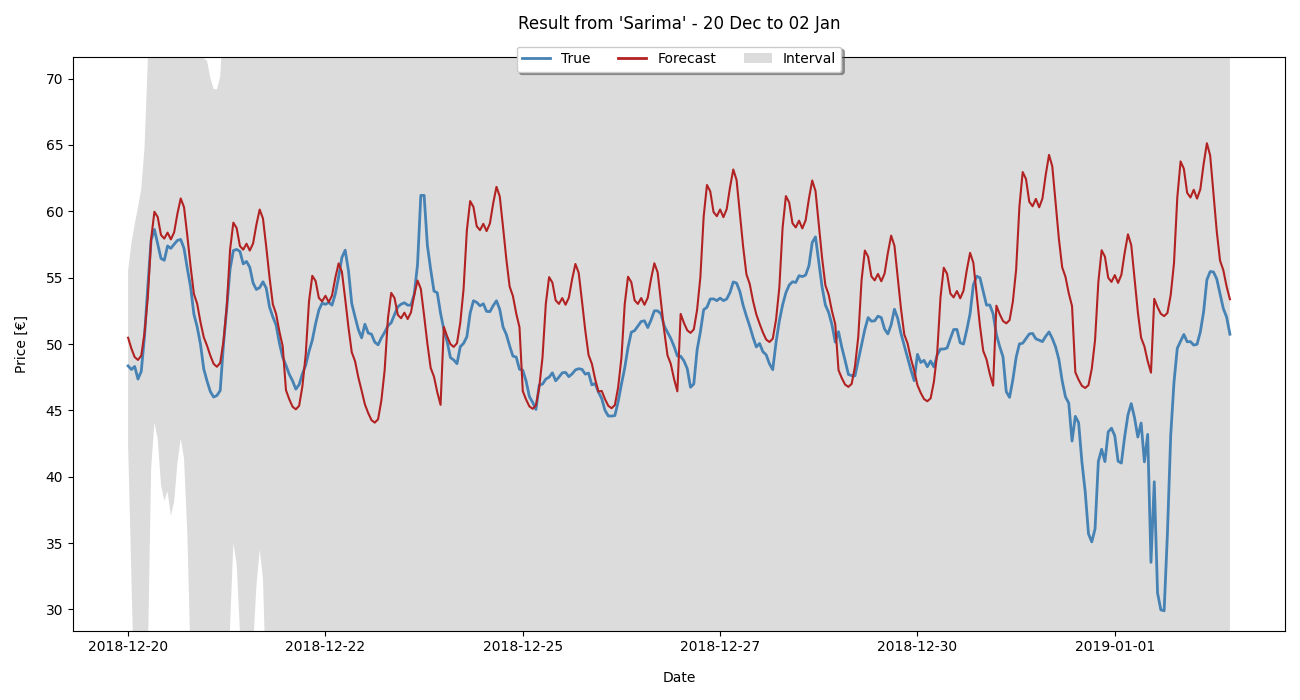 Result from 'Sarima' - 20 Dec to 02 Jan
True Forecast Interval
70
65
60
55
50
45
40
35
30
Price [€]
2018-12-20 2018-12-22 2018-12-25 2018-12-27 2018-12-30 2019-01-01
Date